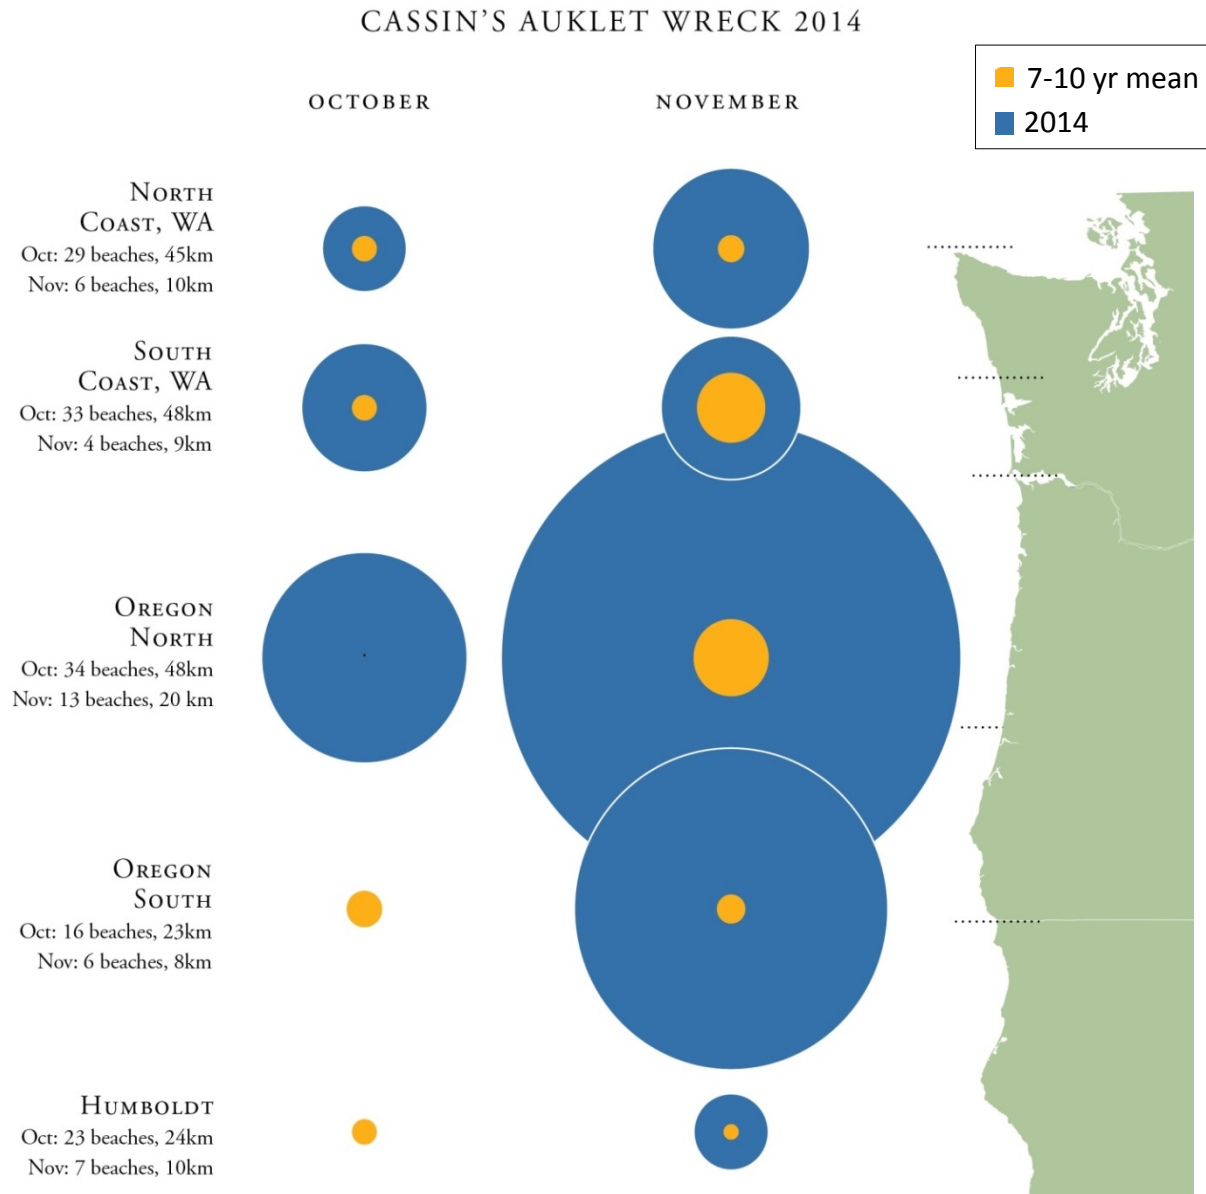 CASSIN'S AUKLET WRECK 2014
7-10 yr mean
2014
OCTOBER
NOVEMBER
NORTH
COAST, WA
Oct: 29 beaches, 45km
Nov: 6 beaches, 10km
SOUTH
COAST, WA
Oct: 33 beaches, 48km
Nov: 4 beaches, 9km
OREGON
NORTH
Oct: 34 beaches, 48km
Nov: 13 beaches, 20 km
OREGON
SOUTH
Oct: 16 beaches, 23km
Nov: 6 beaches, 8km
HUMBOLDT
Oct: 23 beaches, 24km
Nov: 7 beaches, 10km